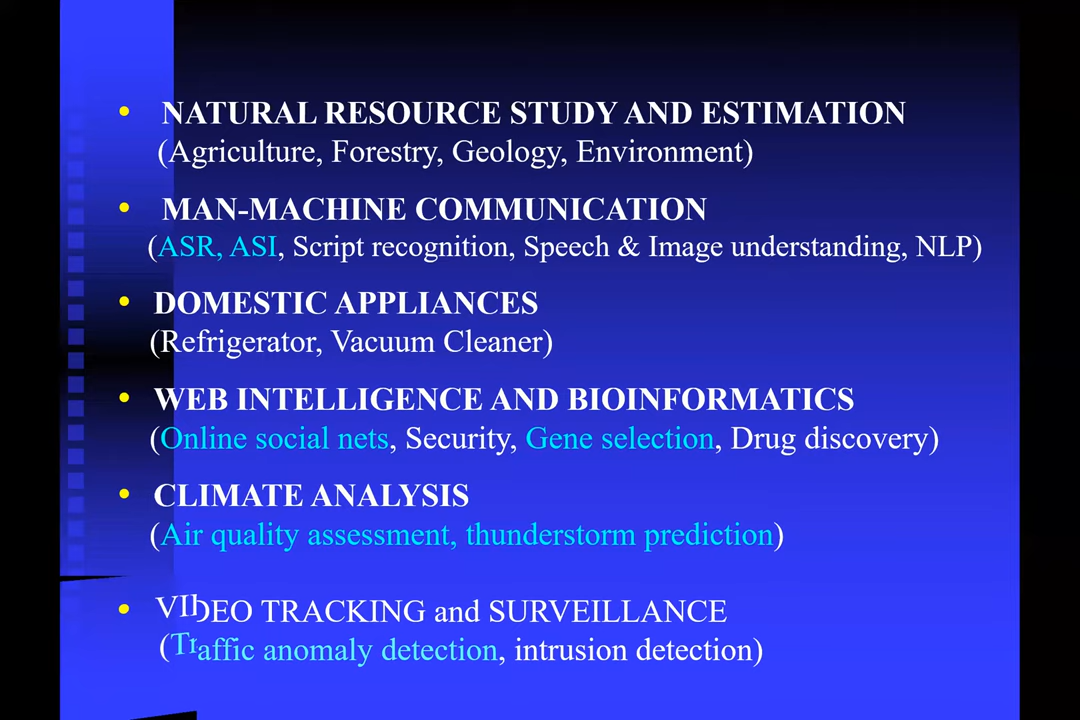 • NATURAL RESOURCE STUDY AND ESTIMATION
(Agriculture, Forestry, Geology, Environment)
• MAN-MACHINE COMMUNICATION
(ASR, ASI, Script recognition, Speech & Image understanding, NLP)
• DOMESTIC APPLIANCES
(Refrigerator, Vacuum Cleaner)
• WEB INTELLIGENCE AND BIOINFORMATICS
(Online social nets, Security, Gene selection, Drug discovery)
• CLIMATE ANALYSIS
(Air quality assessment, thunderstorm prediction)
• VIDEO TRACKING and SURVEILLANCE
(Traffic anomaly detection, intrusion detection)